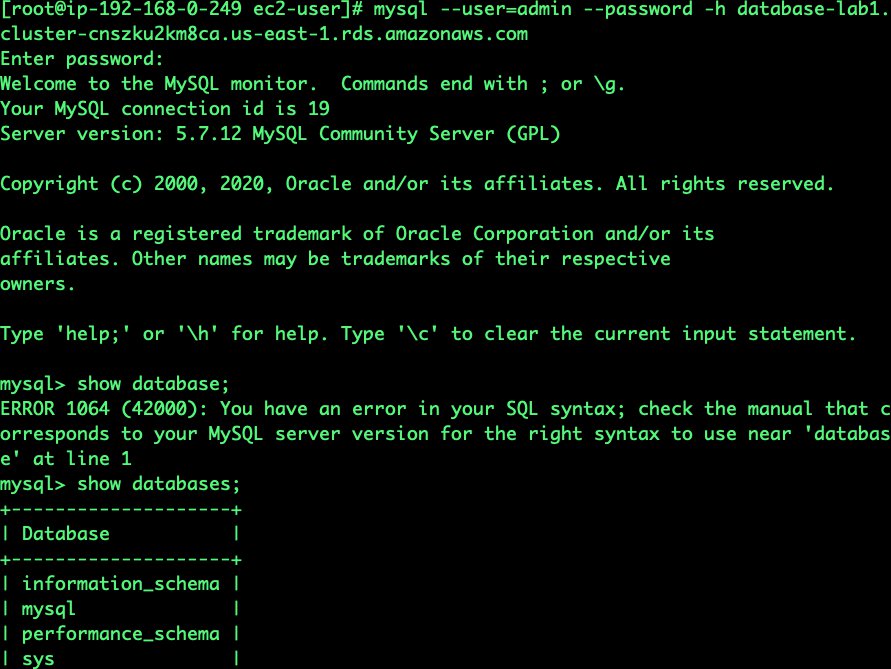 [root@ip-192-168-0-249 ec2-user]# mysql --user=admin --password -h database-lab1.
cluster-cnszku2km8ca.us-east-1.rds.amazonaws.com
Enter password:
Welcome to the MySQL monitor.  Commands end with ; or \g.
Your MySQL connection id is 19
Server version: 5.7.12 MySQL Community Server (GPL)

Copyright (c) 2000, 2020, Oracle and/or its affiliates. All rights reserved.

Oracle is a registered trademark of Oracle Corporation and/or its
affiliates. Other names may be trademarks of their respective
owners.

Type 'help;' or '\h' for help. Type '\c' to clear the current input statement.

mysql> show database;
ERROR 1064 (42000): You have an error in your SQL syntax; check the manual that c
orresponds to your MySQL server version for the right syntax to use near 'databas
e' at line 1
mysql> show databases;
+--------------------+
| Database           |
+--------------------+
| information_schema |
| mysql              |
| performance_schema |
| sys                |